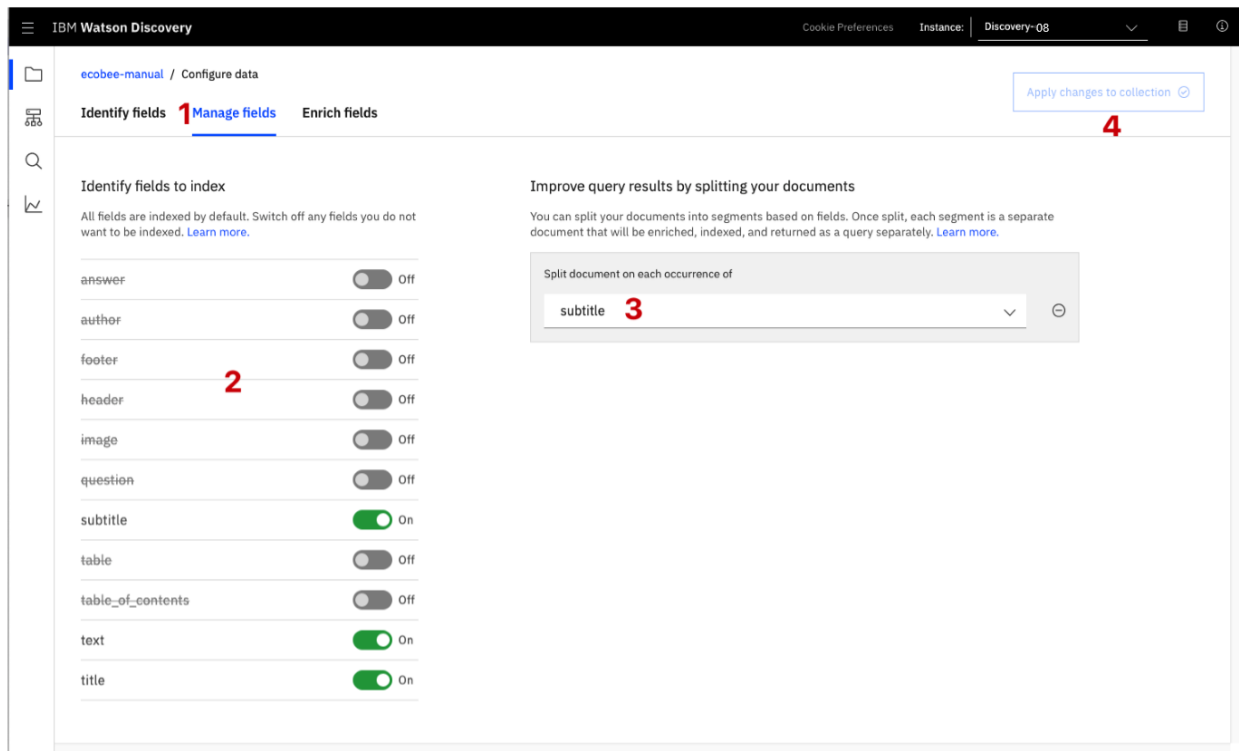 IBM Watson Discovery
Cookie Preferences
Instance:
Discovery-08
ecobee-manual / Configure data
Apply changes to collection
Identify fields
1
Manage fields
Enrich fields
4
Identify fields to index
All fields are indexed by default. Switch off any fields you do not
want to be indexed. Learn more.
answer Off
author Off
footer Off
2
header Off
image Off
question Off
subtitle On
table Off
table_of_contents Off
text On
title On
Improve query results by splitting your documents
You can split your documents into segments based on fields. Once split, each segment is a separate
document that will be enriched, indexed, and returned as a query separately. Learn more.
Split document on each occurrence of
subtitle 3